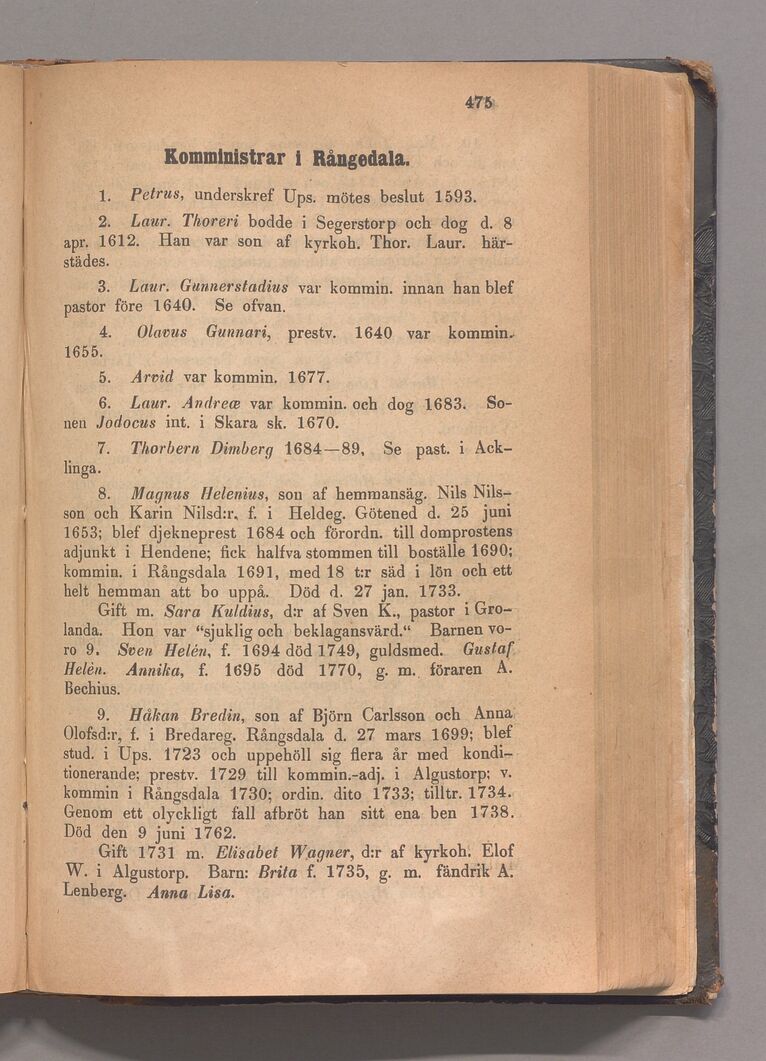 475
Komministrar i Rångedala.
1. Petrus, underskref Ups. mötes beslut 1593.
2. Laur. Thoreri bodde i Segerstorp och dog d. 8
apr. 1612. Han var son af kyrkoh. Thor. Laur. här-
städes.
3. Laur. Gunnerstadius var kommin. innan han blef
pastor före 1640. Se ofvan.
4. Olavus Gunnari, prestv. 1640 var kommin.
1655.
5. Arvid var kommin. 1677.
6. Laur. Andreæ var kommin. och dog 1683. So-
nen Jodocus int. i Skara sk. 1670.
7. Thorbern Dimberg 1684—89, Se past. i Ack-
linga.
8. Magnus Helenius, son af hemmansäg. Nils Nils-
son och Karin Nilsd:r, f. i Heldeg. Götened d. 25 juni
1653; blef djekneprest 1684 och förordn. till domprostens
adjunkt i Hendene; fick halfva stommen till boställe 1690;
kommin. i Rångsdala 1691, med 18 t:r säd i lön och ett
helt hemman att bo uppå. Död d. 27 jan. 1733.
Gift m. Sara Kuldius, d:r af Sven K., pastor i Gro-
landa. Hon var “sjuklig och beklagansvärd.“ Barnen vo-
ro 9. Sven Helén, f. 1694 död 1749, guldsmed. Gustaf
Helén. Annika, f. 1695 död 1770, g. m. föraren A.
Bechius.
9. Håkan Bredin, son af Björn Carlsson och Anna
Olofsd:r, f. i Bredareg. Rångsdala d. 27 mars 1699; blef
stud. i Ups. 1723 och uppehöll sig flera år med kondi-
tionerande; prestv. 1729 till kommin.-adj. i Algustorp; v.
kommin i Rångsdala 1730; ordin. dito 1733; tilltr. 1734.
Genom ett olyckligt fall afbröt han sitt ena ben 1738.
Död den 9 juni 1762.
Gift 1731 m. Elisabet Wagner, d:r af kyrkoh. Elof
W. i Algustorp. Barn: Brita f. 1735, g. m. fändrik A.
Lenberg. Anna Lisa.